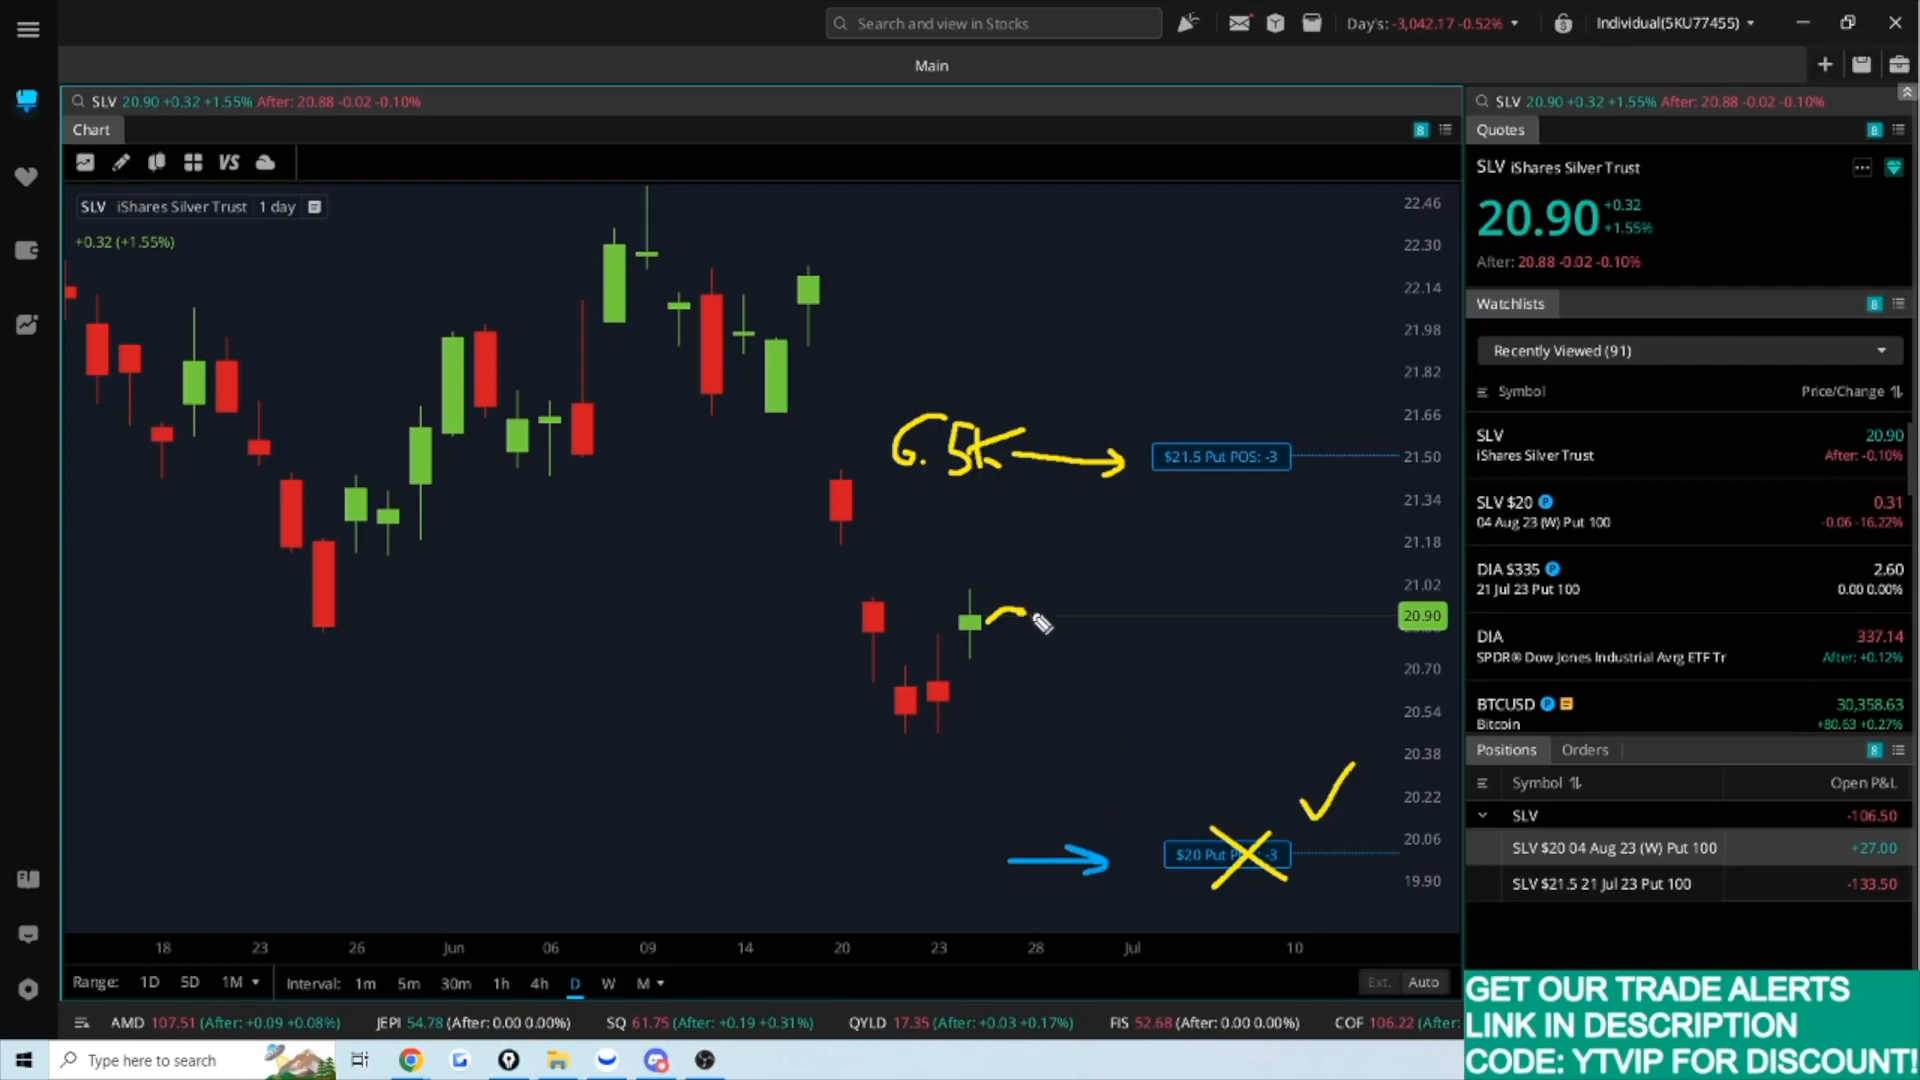 Search and view in Stocks
Day's: -3,042.17 -0.52%
Individual(5KU77455)
Main
SLV 20.90 +0.32 +1.55% After: 20.88 -0.02 -0.10%
Chart
8
VS
SLV iShares Silver Trust 1 day
+0.32 (+1.55%)
22.46
22.30
22.14
21.98
21.82
21.66
21.50
21.34
21.18
21.02
20.90
20.70
20.54
20.38
20.22
20.06
19.90
6.5K
$21.5 Put POS: -3
$20 Put POS: -3
18 23 26 Jun 06 09 14 20 23 28 Jul 10
Range: 1D 5D 1M Interval: 1m 5m 30m 1h 4h D W M
Ext. Auto
SLV 20.90 +0.32 +1.55% After: 20.88 -0.02 -0.10%
Quotes
8
SLV iShares Silver Trust
20.90
+0.32
+1.55%
After: 20.88 -0.02 -0.10%
Watchlists
8
Recently Viewed (91)
Symbol Price/Change
SLV 20.90
iShares Silver Trust After: -0.10%
SLV $20 P 0.31
04 Aug 23 (W) Put 100 -0.06 -16.22%
DIA $335 P 2.60
21 Jul 23 Put 100 0.00 0.00%
DIA 337.14
SPDR® Dow Jones Industrial Avrg ETF Tr After: +0.12%
BTCUSD P 30,358.63
Bitcoin +80.63 +0.27%
Positions Orders
8
Symbol Open P&L
SLV -106.50
SLV $20 04 Aug 23 (W) Put 100 +27.00
SLV $21.5 21 Jul 23 Put 100 -133.50
GET OUR TRADE ALERTS
LINK IN DESCRIPTION
CODE: YTVIP FOR DISCOUNT!
AMD 107.51 (After: +0.09 +0.08%) JEPI 54.78 (After: 0.00 0.00%) SQ 61.75 (After: +0.19 +0.31%) QYLD 17.35 (After: +0.03 +0.17%) FIS 52.68 (After: 0.00 0.00%) COF 106.22 (After:
Type here to search